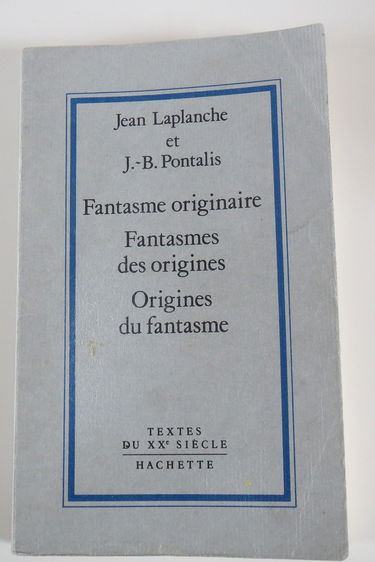 Jean Laplanche
et
J.-B. Pontalis
Fantasme originaire
Fantasmes
des origines
Origines
du fantasme
TEXTES
DU XXe SIÈCLE
HACHETTE